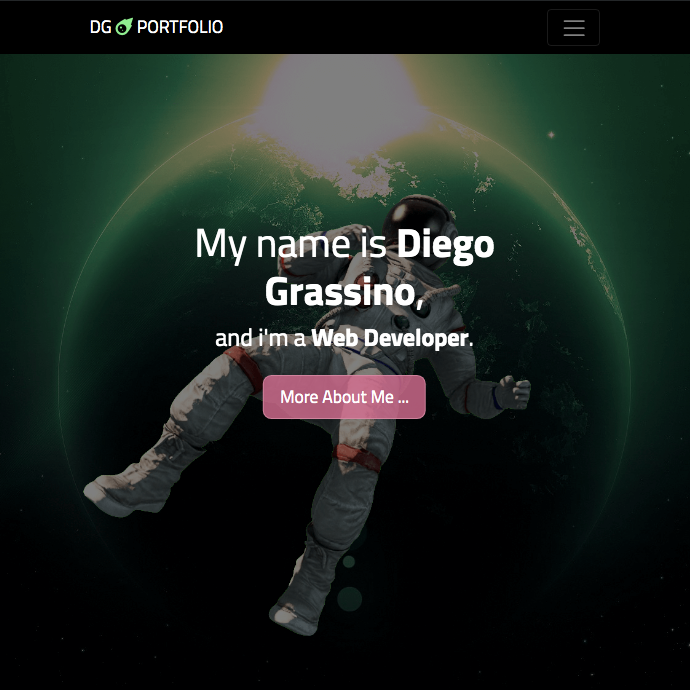 DG PORTFOLIO
My name is Diego
Grassino,
and i'm a Web Developer.
More About Me ...